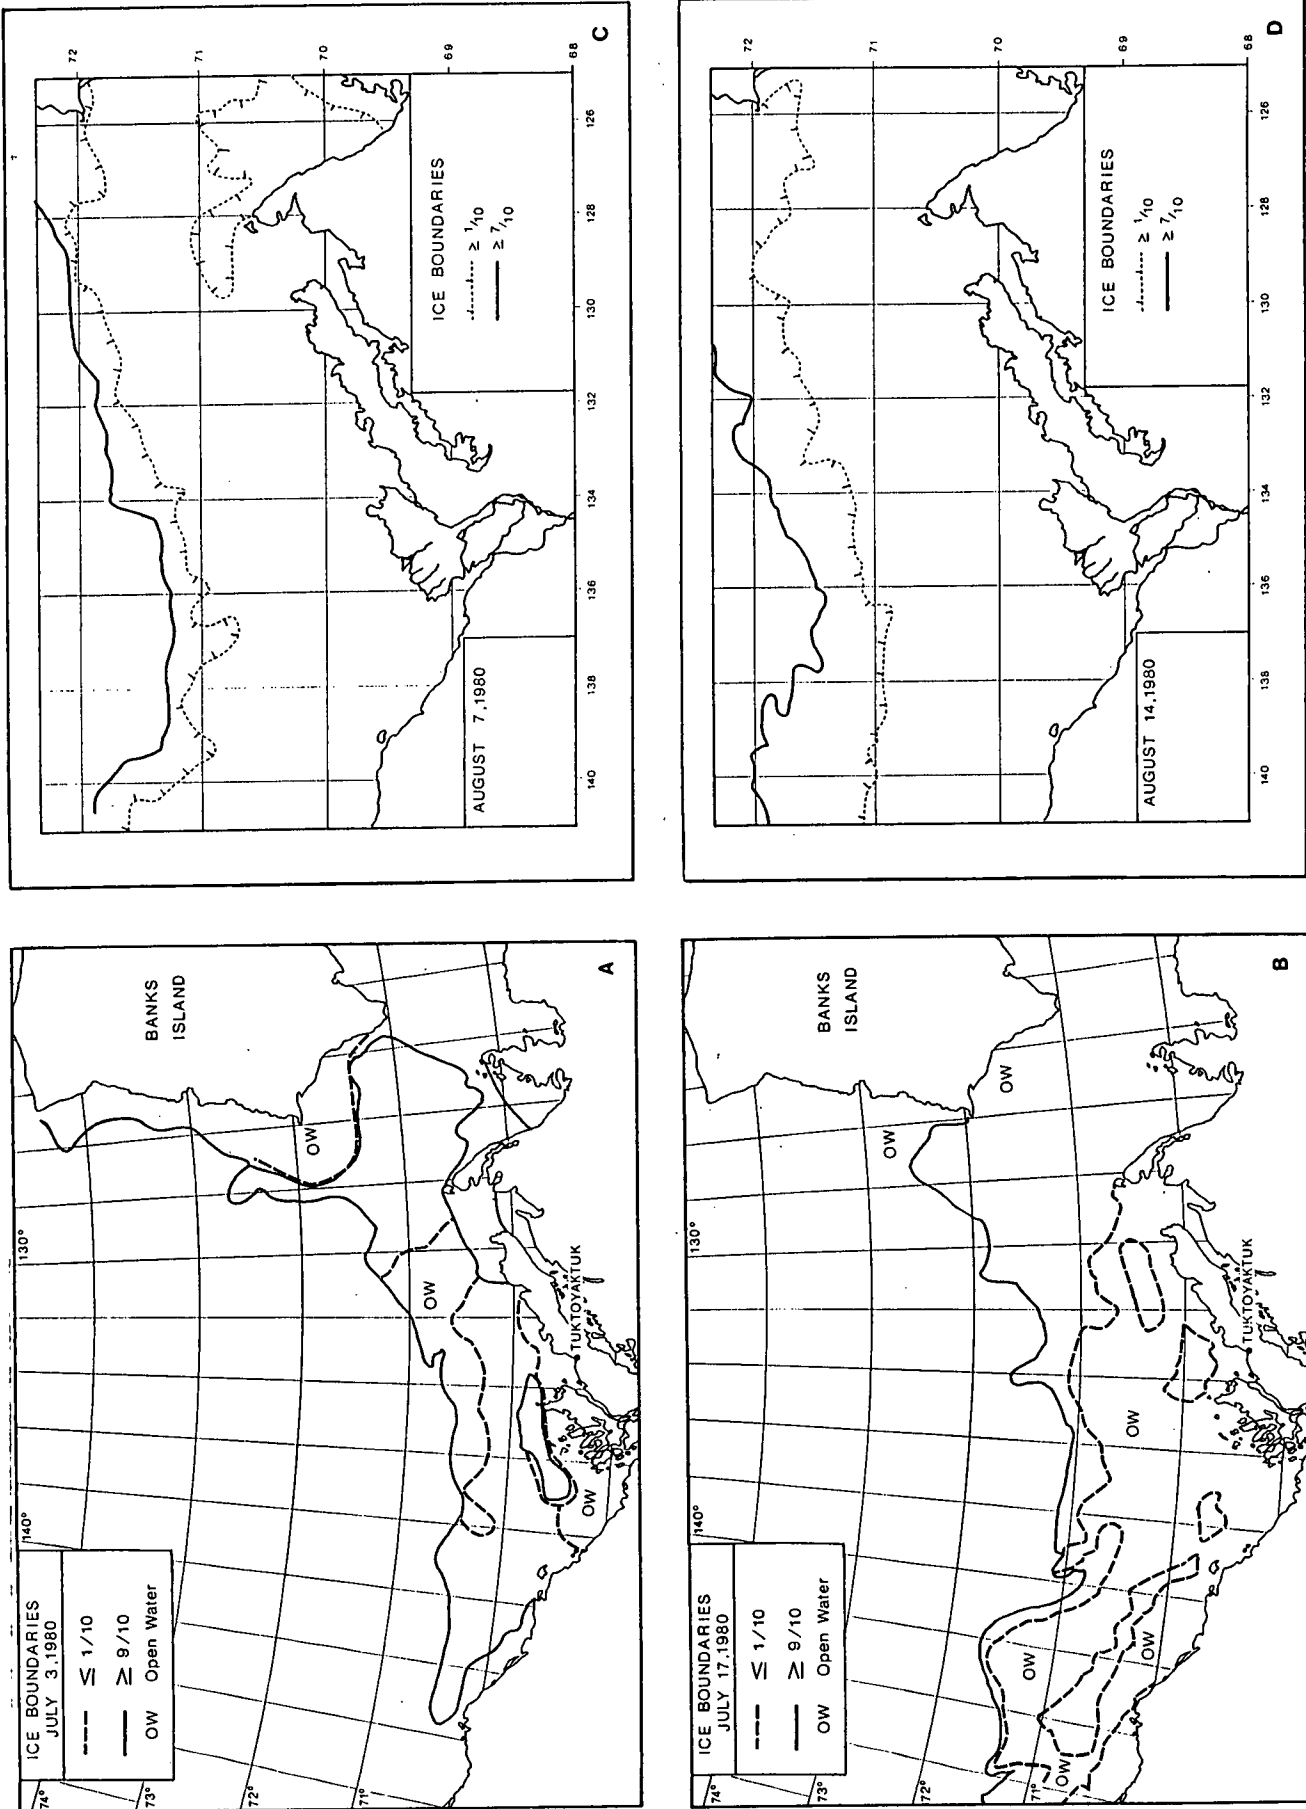 ICE BOUNDARIES
JULY 3,1980
≤ 1/10
≥ 9/10
OW Open Water
74°
73°
72°
71°
140°
130°
BANKS
ISLAND
OW
OW
OW
TUKTOYAKTUK
A
ICE BOUNDARIES
JULY 17,1980
≤ 1/10
≥ 9/10
OW Open Water
74°
73°
72°
71°
140°
130°
BANKS
ISLAND
OW
OW
OW
OW
OW
OW
TUKTOYAKTUK
B
C
72
71
70
69
68
ICE BOUNDARIES
≥ 1/10
≥ 7/10
AUGUST 7,1980
140
138
136
134
132
130
128
126
D
72
71
70
69
68
ICE BOUNDARIES
≥ 1/10
≥ 7/10
AUGUST 14,1980
140
138
136
134
132
130
128
126